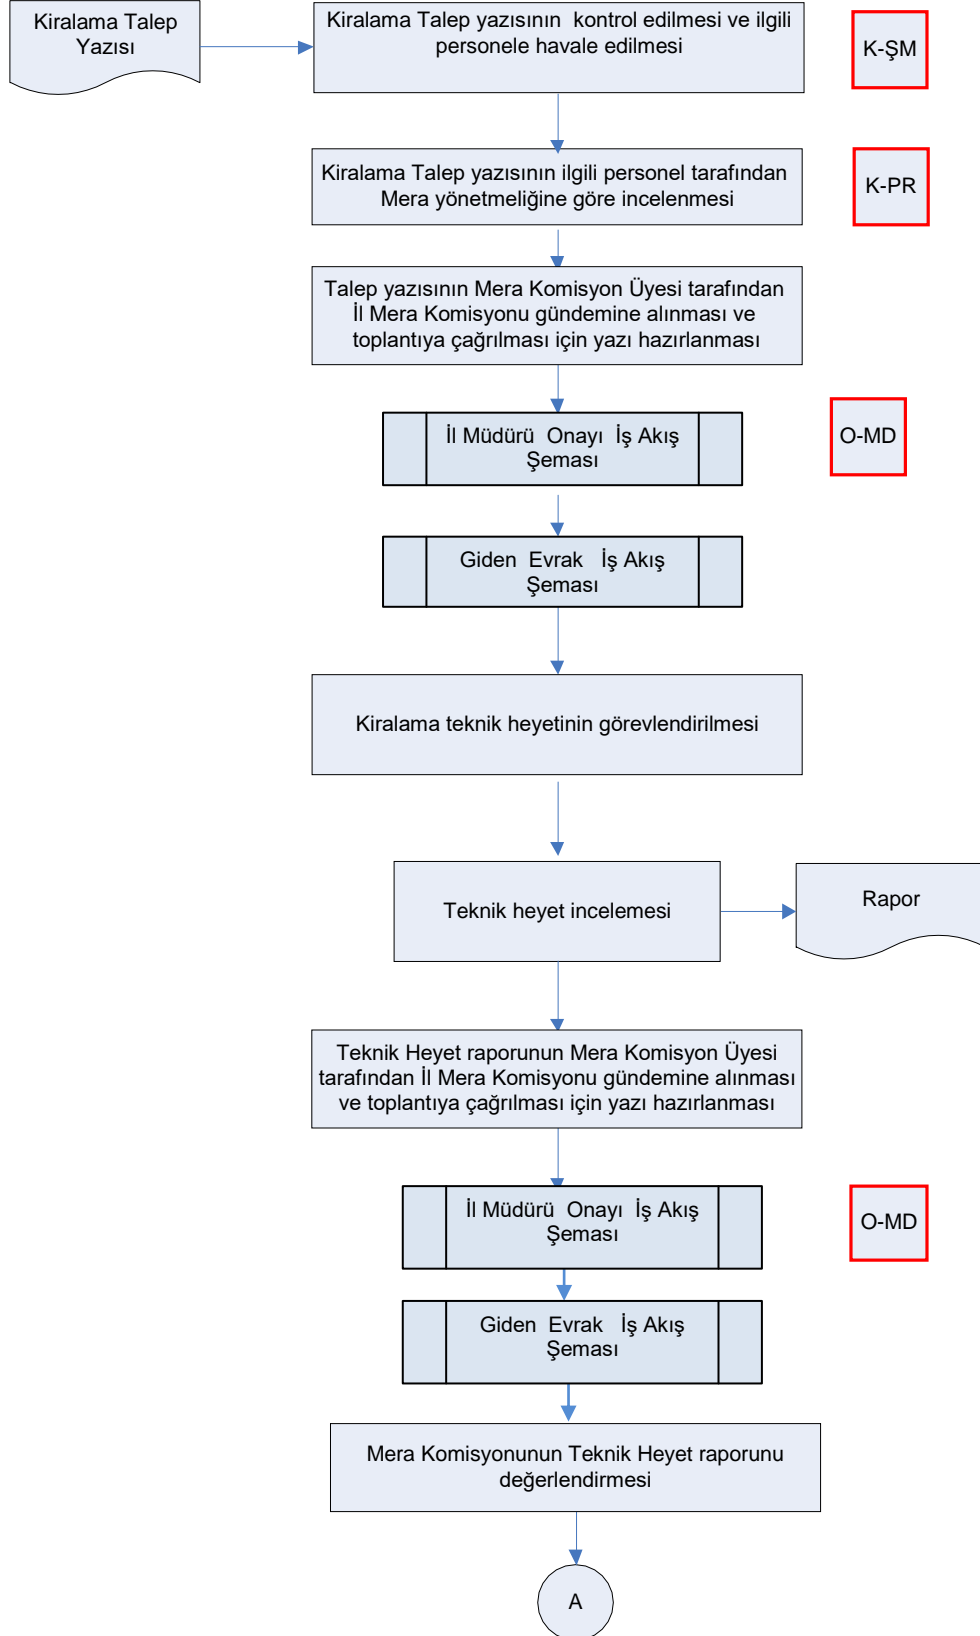 Kiralama Talep
Yazısı
Kiralama Talep yazısının kontrol edilmesi ve ilgili
personele havale edilmesi
K-ŞM
Kiralama Talep yazısının ilgili personel tarafından
Mera yönetmeliğine göre incelenmesi
K-PR
Talep yazısının Mera Komisyon Üyesi tarafından
İl Mera Komisyonu gündemine alınması ve
toplantıya çağrılması için yazı hazırlanması
İl Müdürü Onayı İş Akış
Şeması
O-MD
Giden Evrak İş Akış
Şeması
Kiralama teknik heyetinin görevlendirilmesi
Teknik heyet incelemesi
Rapor
Teknik Heyet raporunun Mera Komisyon Üyesi
tarafından İl Mera Komisyonu gündemine alınması
ve toplantıya çağrılması için yazı hazırlanması
İl Müdürü Onayı İş Akış
Şeması
O-MD
Giden Evrak İş Akış
Şeması
Mera Komisyonunun Teknik Heyet raporunu
değerlendirmesi
A